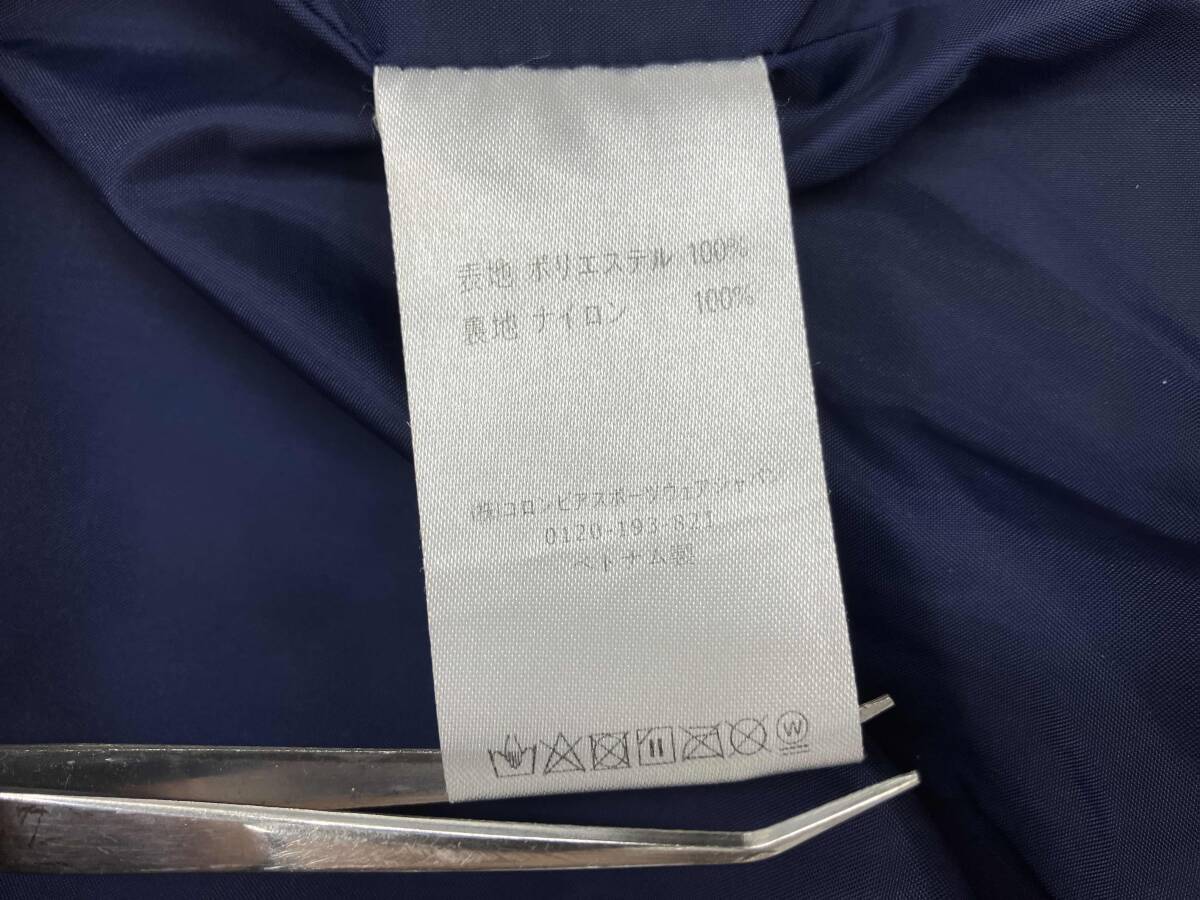 表地 ポリエステル 100%
裏地 ナイロン 100%
(株)コロンビアスポーツウェアジャパン
0120-193-821
ベトナム製
W